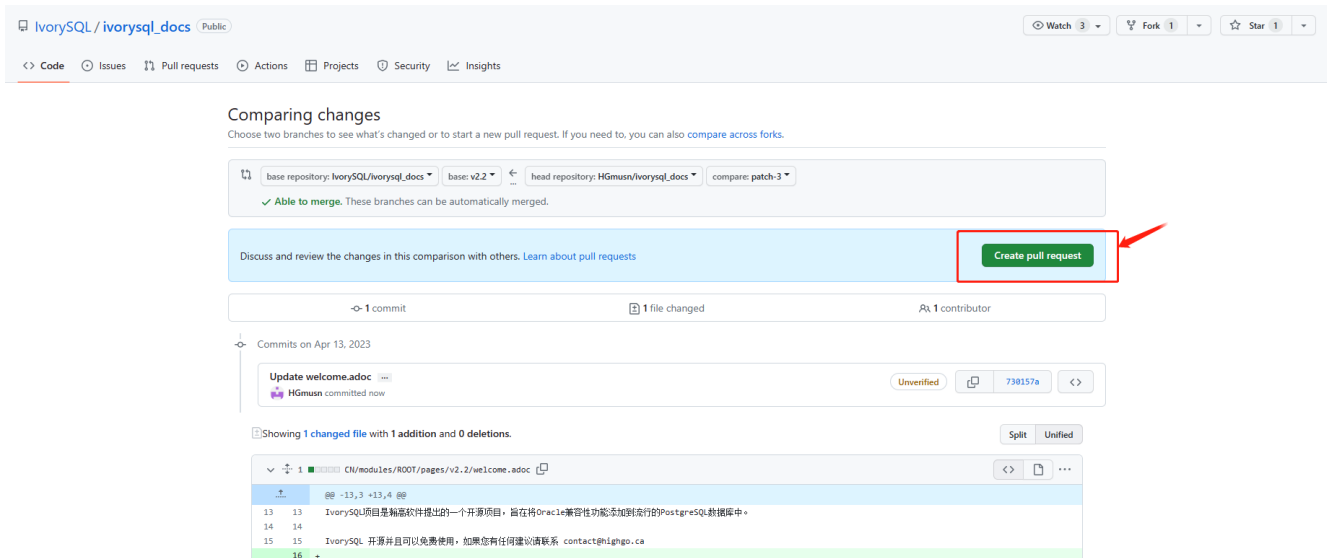 IvorySQL / ivorysql_docs Public
Watch 3 Fork 1 Star 1
Code Issues Pull requests Actions Projects Security Insights
Comparing changes
Choose two branches to see what's changed or to start a new pull request. If you need to, you can also compare across forks.
base repository: IvorySQL/ivorysql_docs base: v2.2 ← ... head repository: HGmusn/ivorysql_docs compare: patch-3
✓ Able to merge. These branches can be automatically merged.
Discuss and review the changes in this comparison with others. Learn about pull requests Create pull request
1 commit 1 file changed 1 contributor
Commits on Apr 13, 2023
Update welcome.adoc ...
HGmusn committed now
Unverified 730157a <>
Showing 1 changed file with 1 addition and 0 deletions. Split Unified
1 CN/modules/ROOT/pages/v2.2/welcome.adoc <> ...
@@ -13,3 +13,4 @@
13 13 IvorySQL项目是瀚高软件提出的一个开源项目，旨在将Oracle兼容性功能添加到流行的PostgreSQL数据库中。
14 14
15 15 IvorySQL 开源并且可以免费使用，如果您有任何建议请联系 contact@highgo.ca
16 +